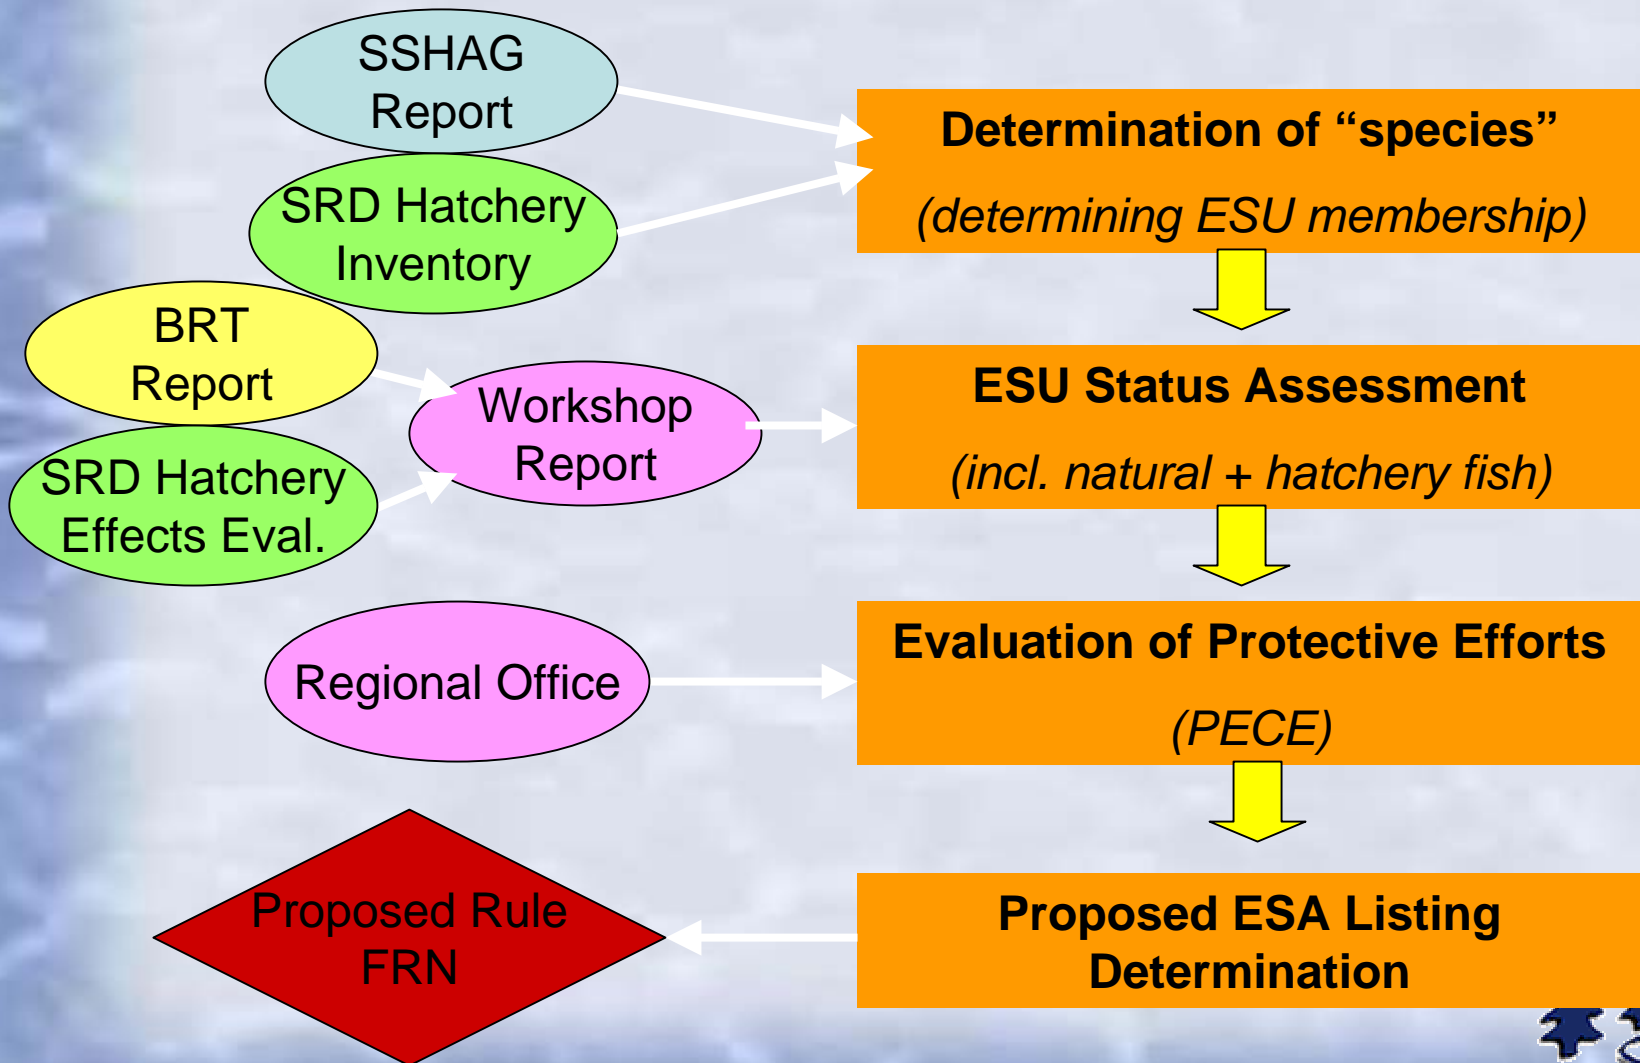 SSHAG
Report
Determination of “species”
(determining ESU membership)
SRD Hatchery
Inventory
BRT
Report
Workshop
Report
ESU Status Assessment
(incl. natural + hatchery fish)
SRD Hatchery
Effects Eval.
Regional Office
Evaluation of Protective Efforts
(PECE)
Proposed Rule
FRN
Proposed ESA Listing
Determination